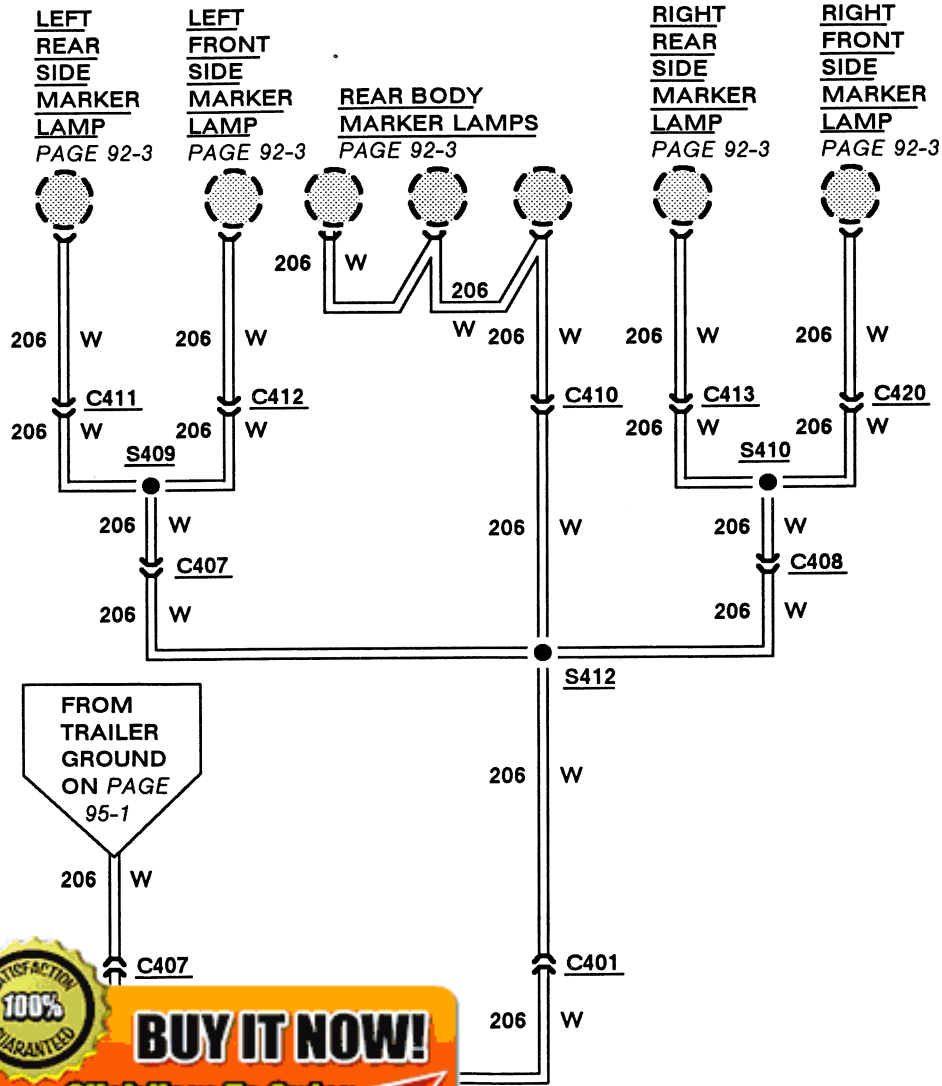 LEFT
REAR
SIDE
MARKER
LAMP
PAGE 92-3
LEFT
FRONT
SIDE
MARKER
LAMP
PAGE 92-3
REAR BODY
MARKER LAMPS
PAGE 92-3
RIGHT
REAR
SIDE
MARKER
LAMP
PAGE 92-3
RIGHT
FRONT
SIDE
MARKER
LAMP
PAGE 92-3
206 W
206 W
206 W
206 W
206 W
206 W
206 W
C411
C412
C410
C413
C420
206 W
206 W
206 W
206 W
S409
S410
206 W
206 W
206 W
C407
C408
206 W
206 W
S412
FROM
TRAILER
GROUND
ON PAGE
95-1
206 W
206 W
C407
C401
206 W
100%
BUY IT NOW!